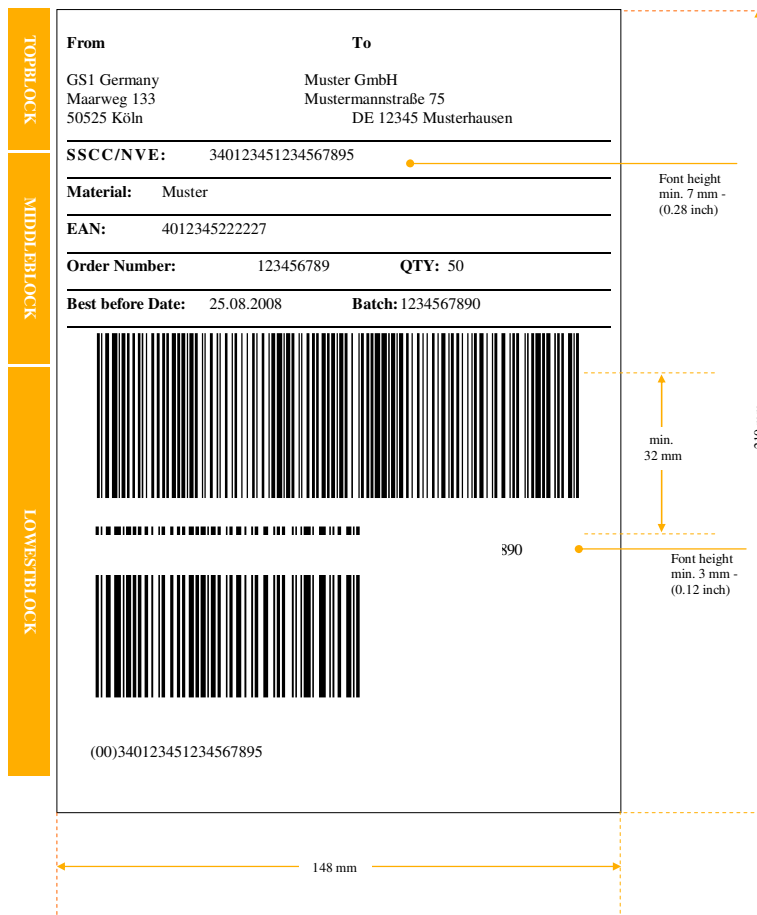 TOPBLOCK
From To
GS1 Germany Muster GmbH
Maarweg 133 Mustermannstraße 75
50525 Köln DE 12345 Musterhausen
MIDDLEBLOCK
SSCC/NVE: 340123451234567895
Font height
min. 7 mm -
(0.28 inch)
Material: Muster
EAN: 4012345222227
Order Number: 123456789 QTY: 50
Best before Date: 25.08.2008 Batch: 1234567890
LOWESTBLOCK
min.
32 mm
890
Font height
min. 3 mm -
(0.12 inch)
(00)340123451234567895
148 mm